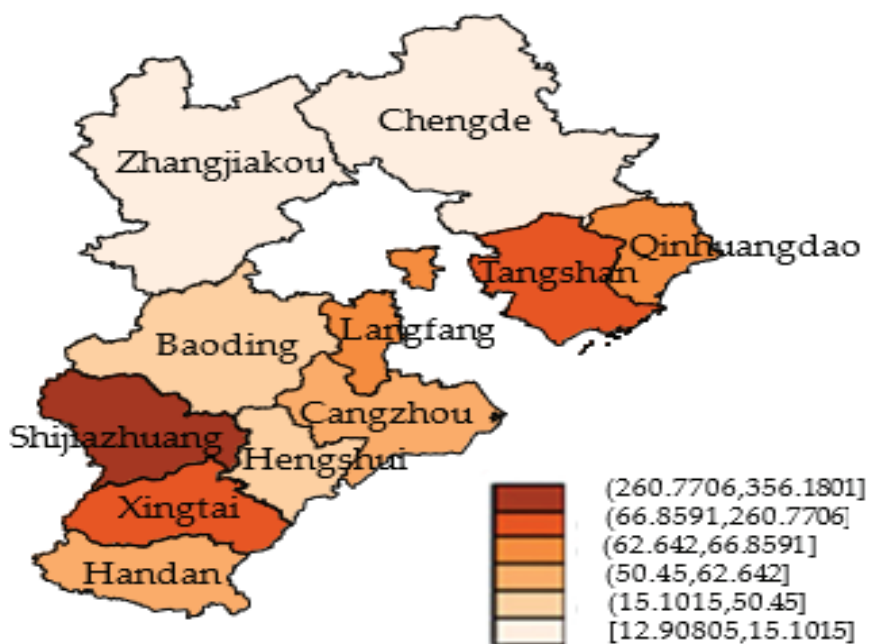 Chengde
Zhangjiakou
Qinhuangdao
Tangshan
Langfang
Baoding
Cangzhou
Shijiazhuang
Hengshui
Xingtai
Handan
(260.7706,356.1801]
(66.8591,260.7706]
(62.642,66.8591]
(50.45,62.642]
(15.1015,50.45]
[12.90805,15.1015]